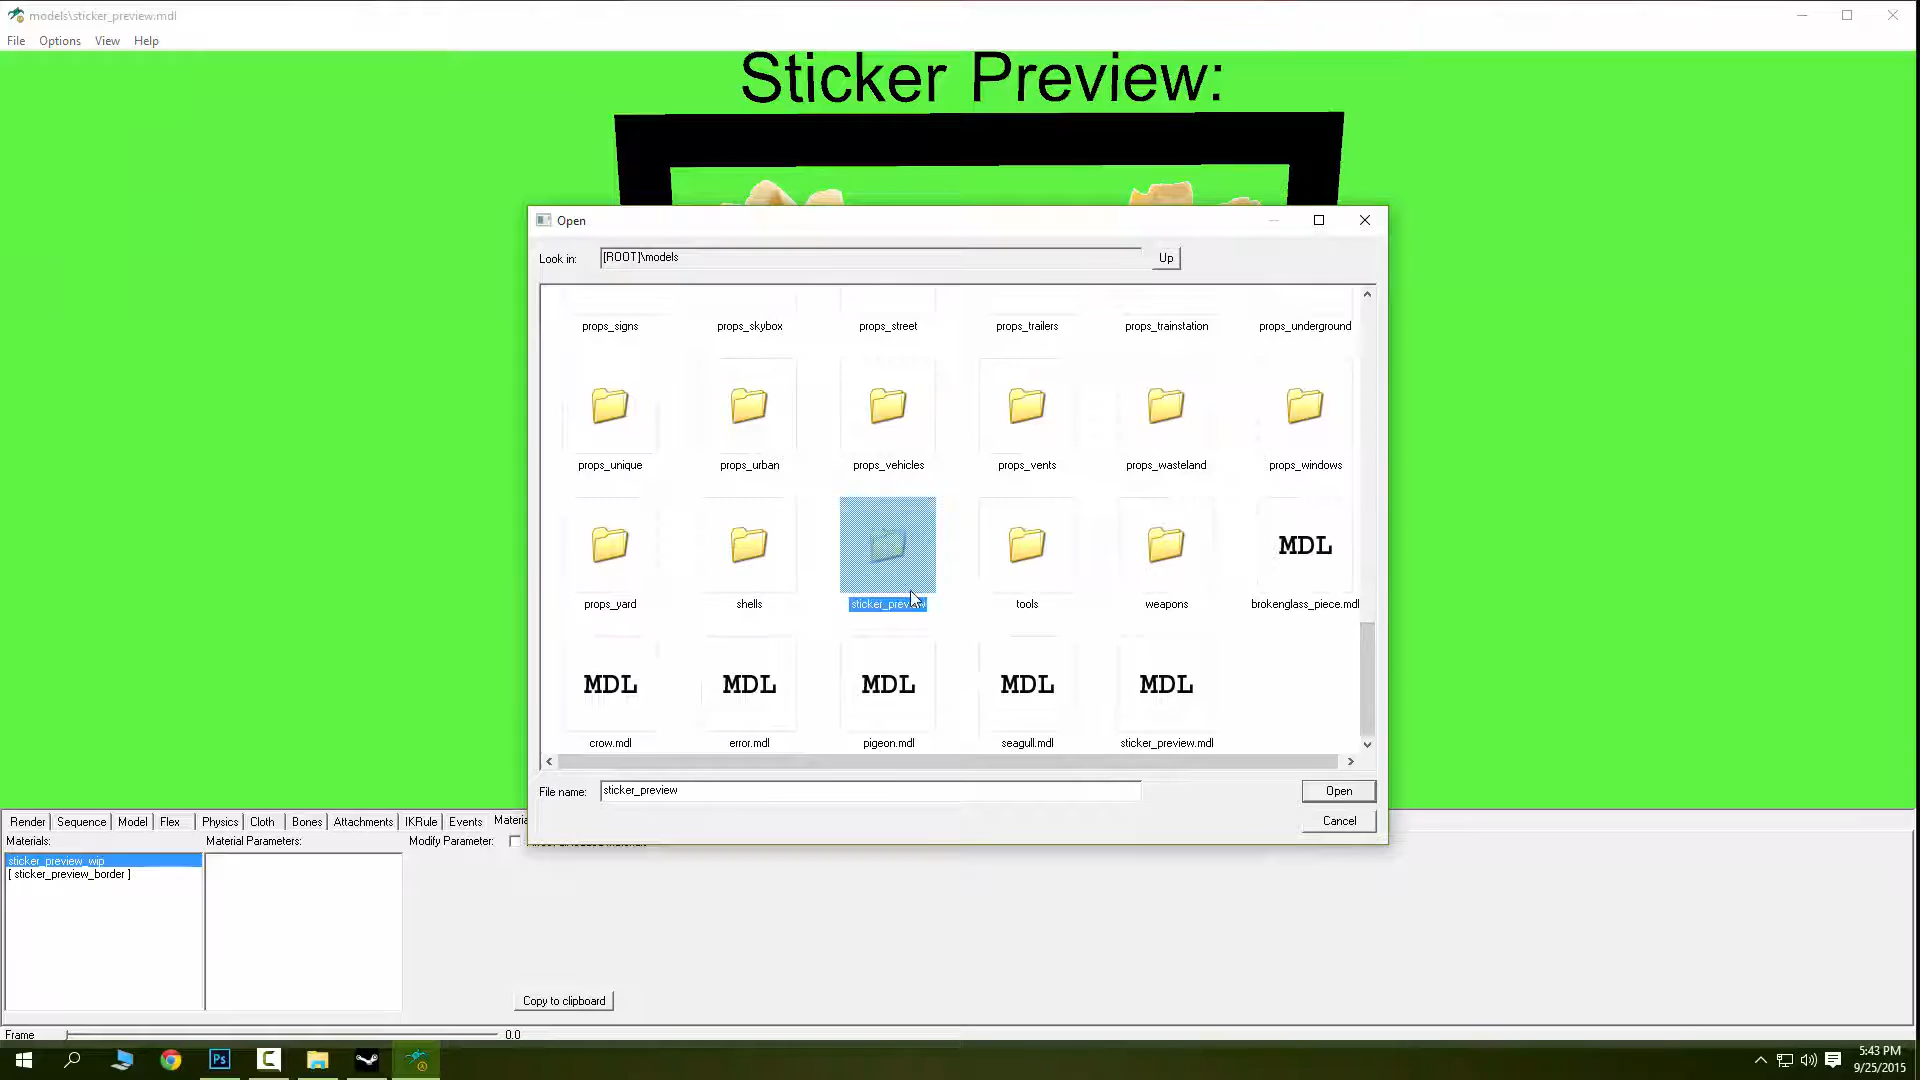 models\sticker_preview.mdl
File Options View Help
Sticker Preview:
Open
Look in: [ROOT]\models Up
props_signs props_skybox props_street props_trailers props_trainstation props_underground
props_unique props_urban props_vehicles props_vents props_wasteland props_windows
MDL
props_yard shells sticker_preview tools weapons brokenglass_piece.mdl
MDL MDL MDL MDL MDL
crow.mdl error.mdl pigeon.mdl seagull.mdl sticker_preview.mdl
File name: sticker_preview Open
Cancel
Render Sequence Model Flex Physics Cloth Bones Attachments IKRule Events Materia
Materials: Material Parameters: Modify Parameter:
sticker_preview_wip
[ sticker_preview_border ]
Copy to clipboard
Frame 0.0
Ps
5:43 PM
9/25/2015